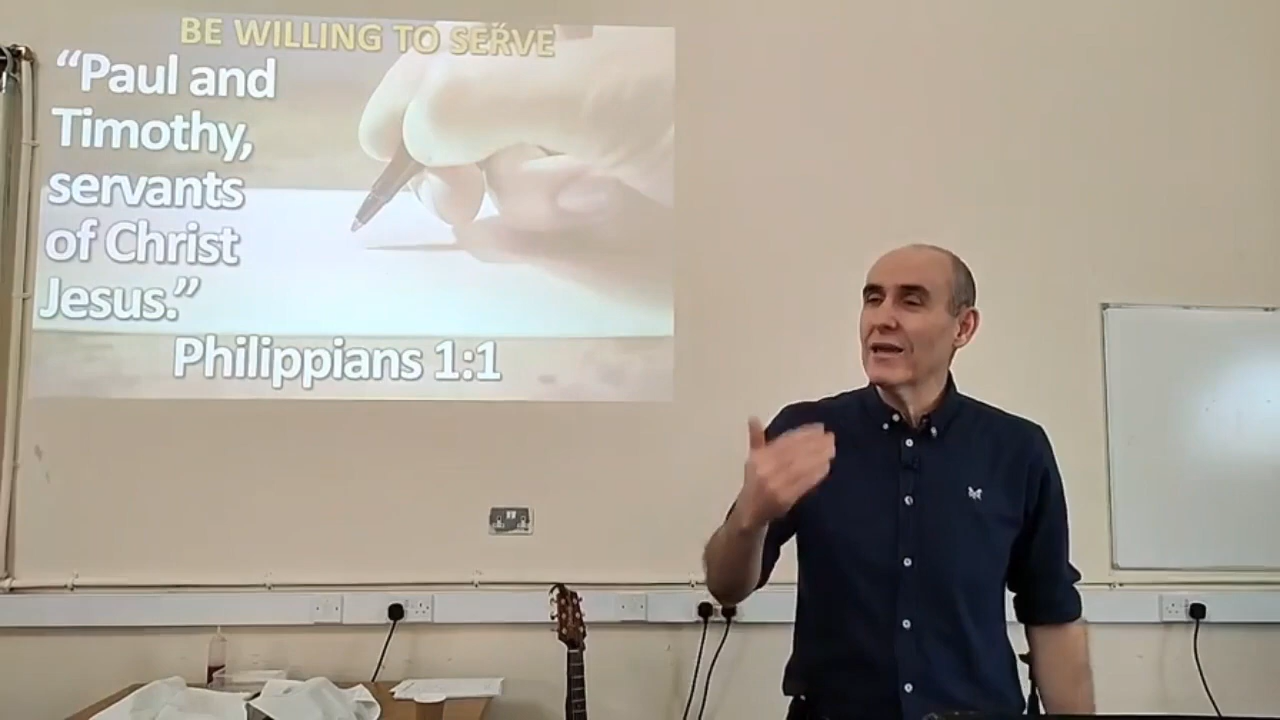 BE WILLING TO SERVE
“Paul and
Timothy,
servants
of Christ
Jesus.”
Philippians 1:1